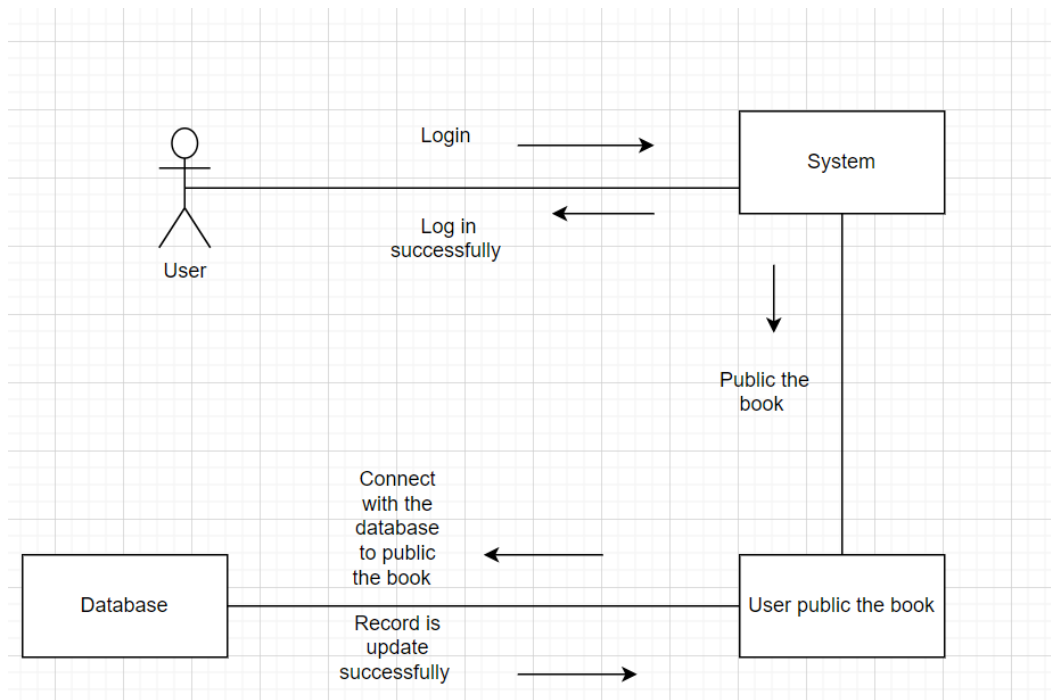 Login
System
Log in
successfully
User
Public the
book
Connect
with the
database
to public
the book
Database
User public the book
Record is
update
successfully